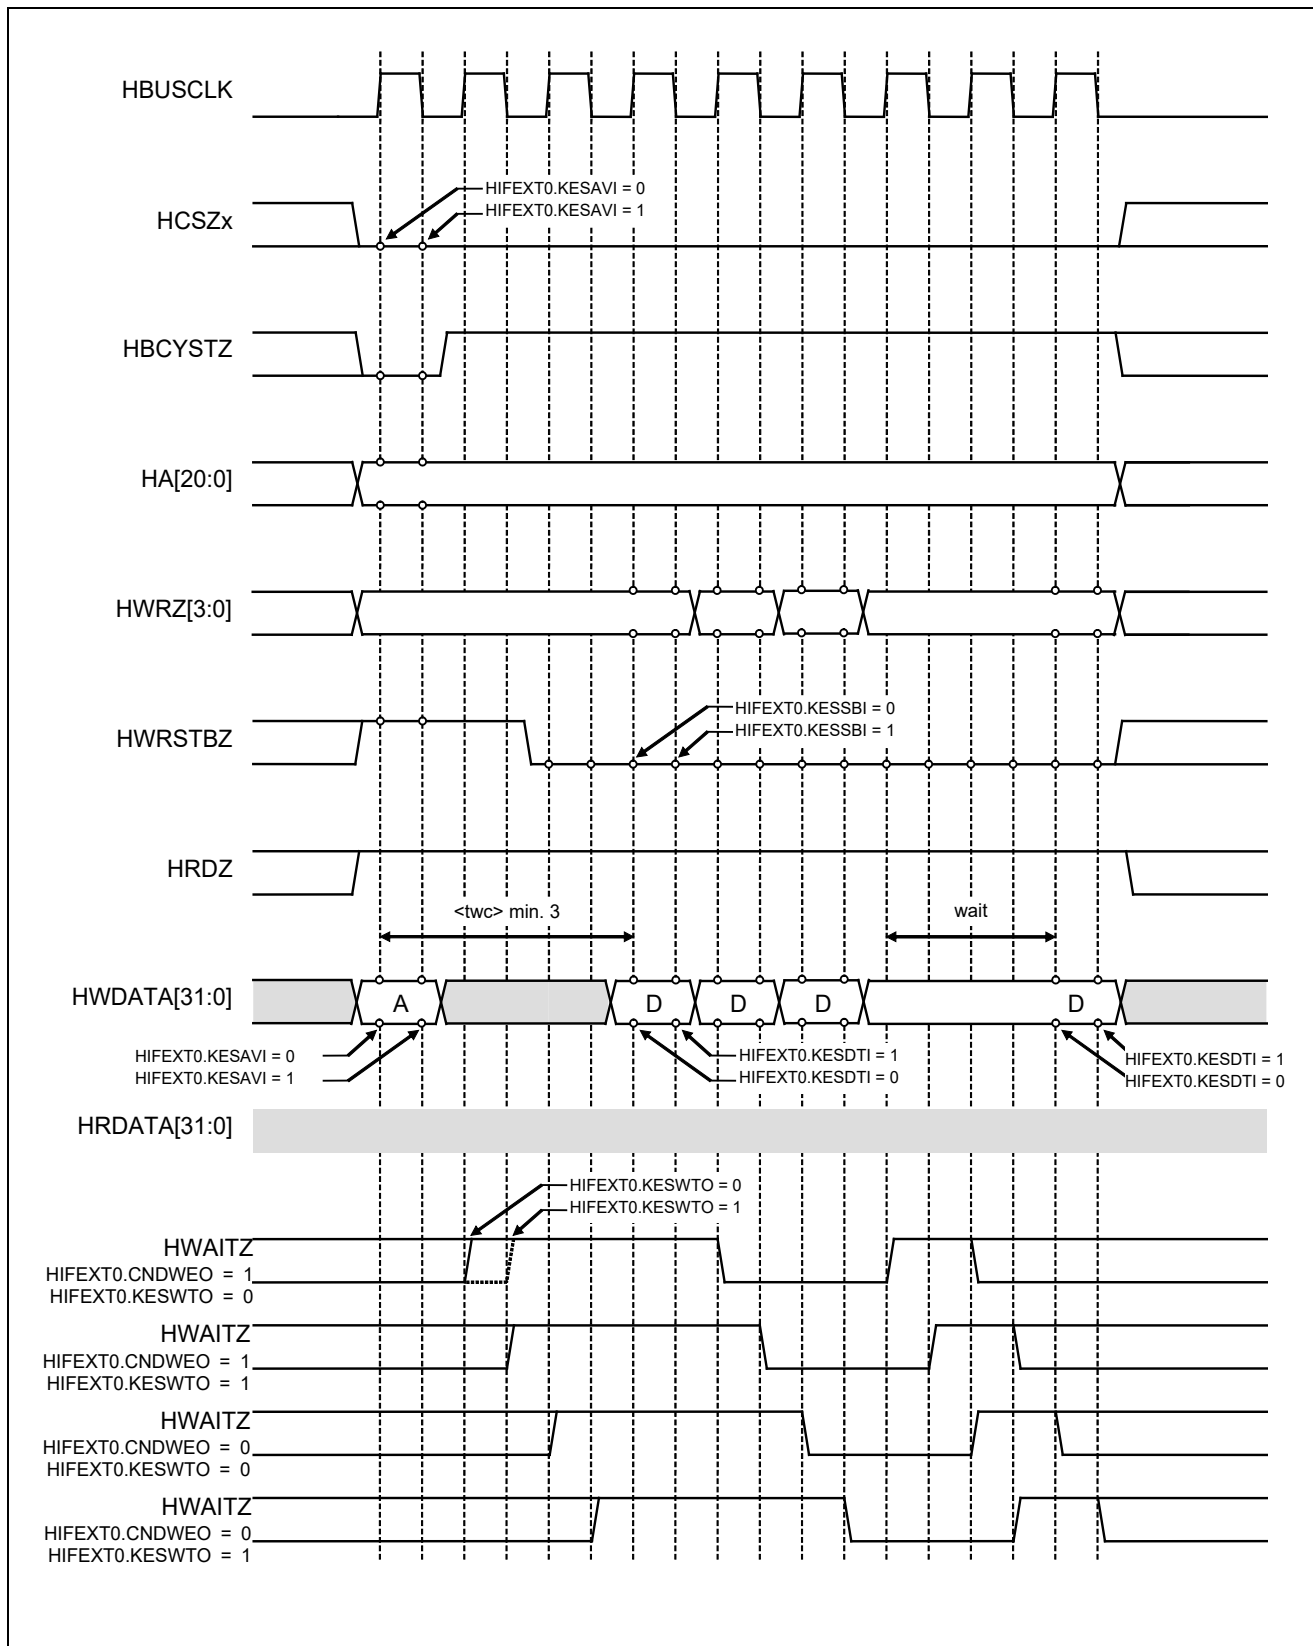 HBUSCLK
HIFEXT0.KESAVI = 0
HIFEXT0.KESAVI = 1
HCSZx
HBCYSTZ
HA[20:0]
HWRZ[3:0]
HIFEXT0.KESSBI = 0
HIFEXT0.KESSBI = 1
HWRSTBZ
HRDZ
<twc> min. 3
wait
HWDATA[31:0]
A
D
D
D
D
HIFEXT0.KESAVI = 0
HIFEXT0.KESAVI = 1
HIFEXT0.KESDTI = 1
HIFEXT0.KESDTI = 0
HIFEXT0.KESDTI = 1
HIFEXT0.KESDTI = 0
HRDATA[31:0]
HIFEXT0.KESWTO = 0
HIFEXT0.KESWTO = 1
HWAITZ
HIFEXT0.CNDWEO = 1
HIFEXT0.KESWTO = 0
HWAITZ
HIFEXT0.CNDWEO = 1
HIFEXT0.KESWTO = 1
HWAITZ
HIFEXT0.CNDWEO = 0
HIFEXT0.KESWTO = 0
HWAITZ
HIFEXT0.CNDWEO = 0
HIFEXT0.KESWTO = 1